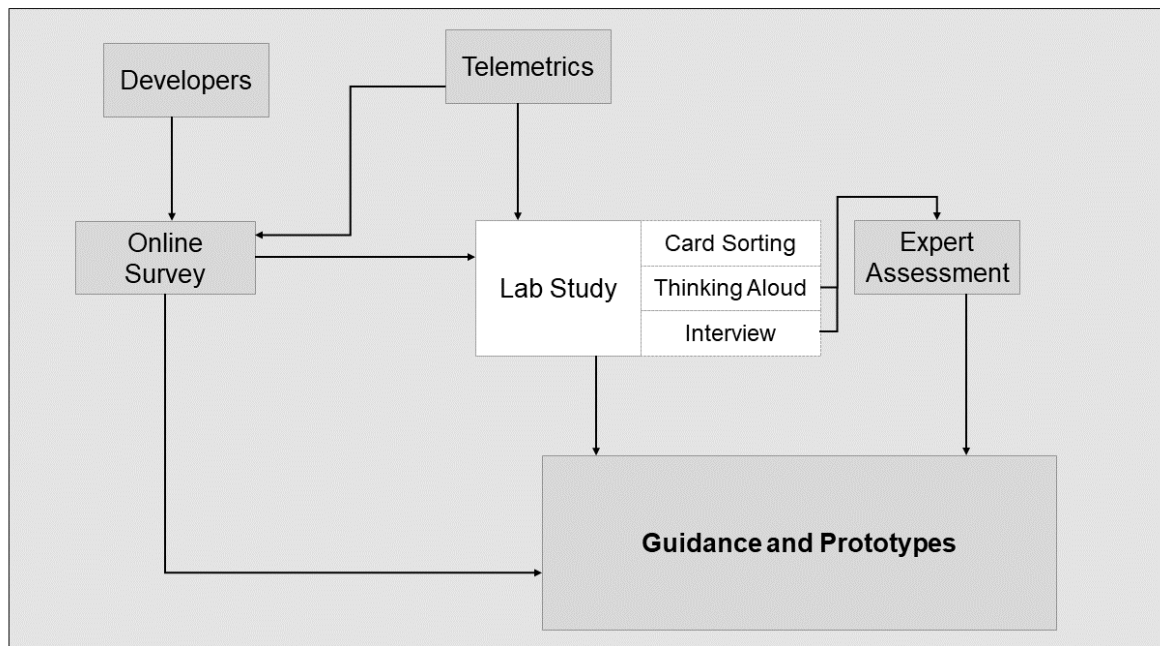 Developers
Telemetrics
Online
Survey
Lab Study
Card Sorting
Thinking Aloud
Interview
Expert
Assessment
Guidance and Prototypes